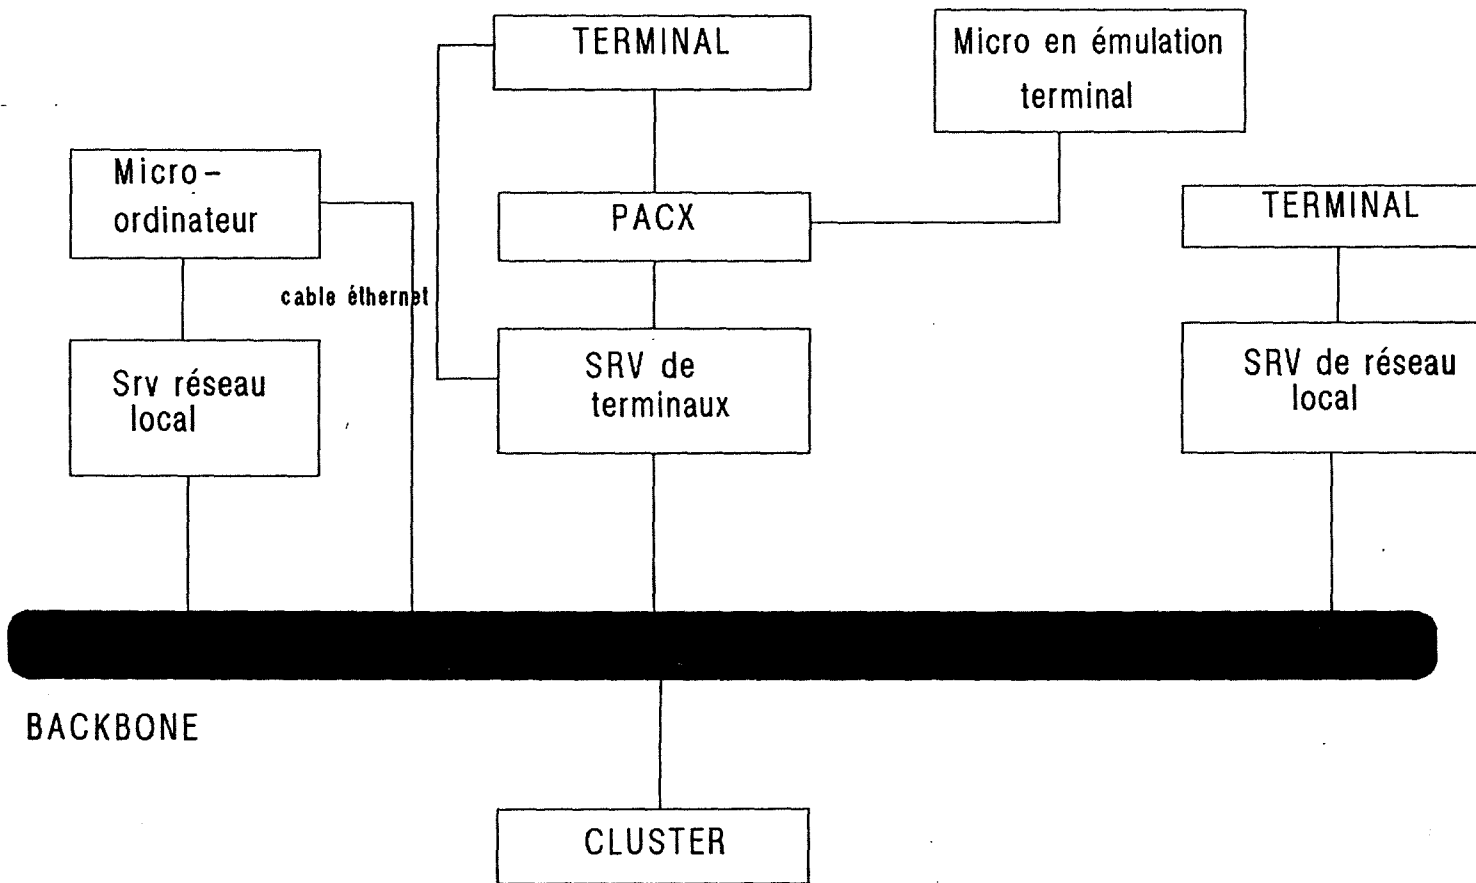 TERMINAL
Micro en émulation
terminal
Micro-
ordinateur
PACX
TERMINAL
cable éthernet
Srv réseau
local
SRV de
terminaux
SRV de réseau
local
BACKBONE
CLUSTER